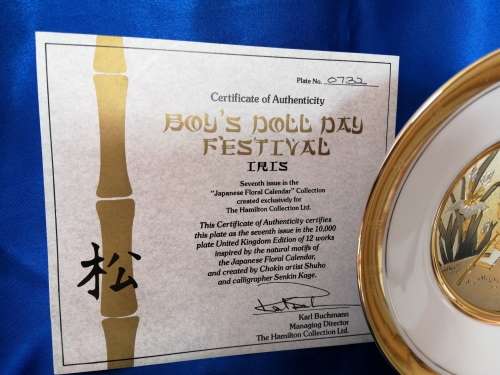 Plate No. 0732
Certificate of Authenticity
BOY'S DOLL DAY
FESTIVAL
IRIS
Seventh issue in the
"Japanese Floral Calendar" Collection
created exclusively for
The Hamilton Collection Ltd.
This Certificate of Authenticity certifies
this plate as the seventh issue in the 10,000
plate United Kingdom Edition of 12 works
inspired by the natural motifs of
the Japanese Floral Calendar,
and created by Chokin artist Shuho
and calligrapher Senkin Kage.
松
Karl Buchmann
Managing Director
The Hamilton Collection Ltd.